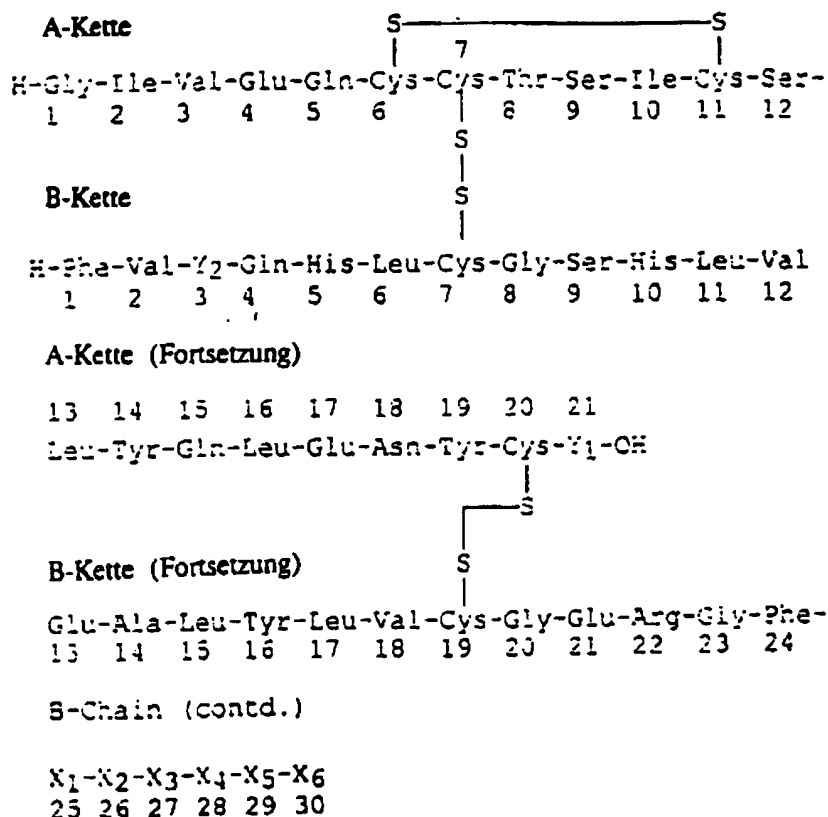 A-Kette
S S
7
H-Gly-Ile-Val-Glu-Gln-Cys-Cys-Thr-Ser-Ile-Cys-Ser-
1 2 3 4 5 6 8 9 10 11 12
S
S
B-Kette
H-Phe-Val-Y2-Gln-His-Leu-Cys-Gly-Ser-His-Leu-Val
1 2 3 4 5 6 7 8 9 10 11 12
A-Kette (Fortsetzung)
13 14 15 16 17 18 19 20 21
Leu-Tyr-Gln-Leu-Glu-Asn-Tyr-Cys-Y1-OH
S
S
B-Kette (Fortsetzung)
Glu-Ala-Leu-Tyr-Leu-Val-Cys-Gly-Glu-Arg-Gly-Phe-
13 14 15 16 17 18 19 20 21 22 23 24
B-Chain (contd.)
X1-X2-X3-X4-X5-X6
25 26 27 28 29 30